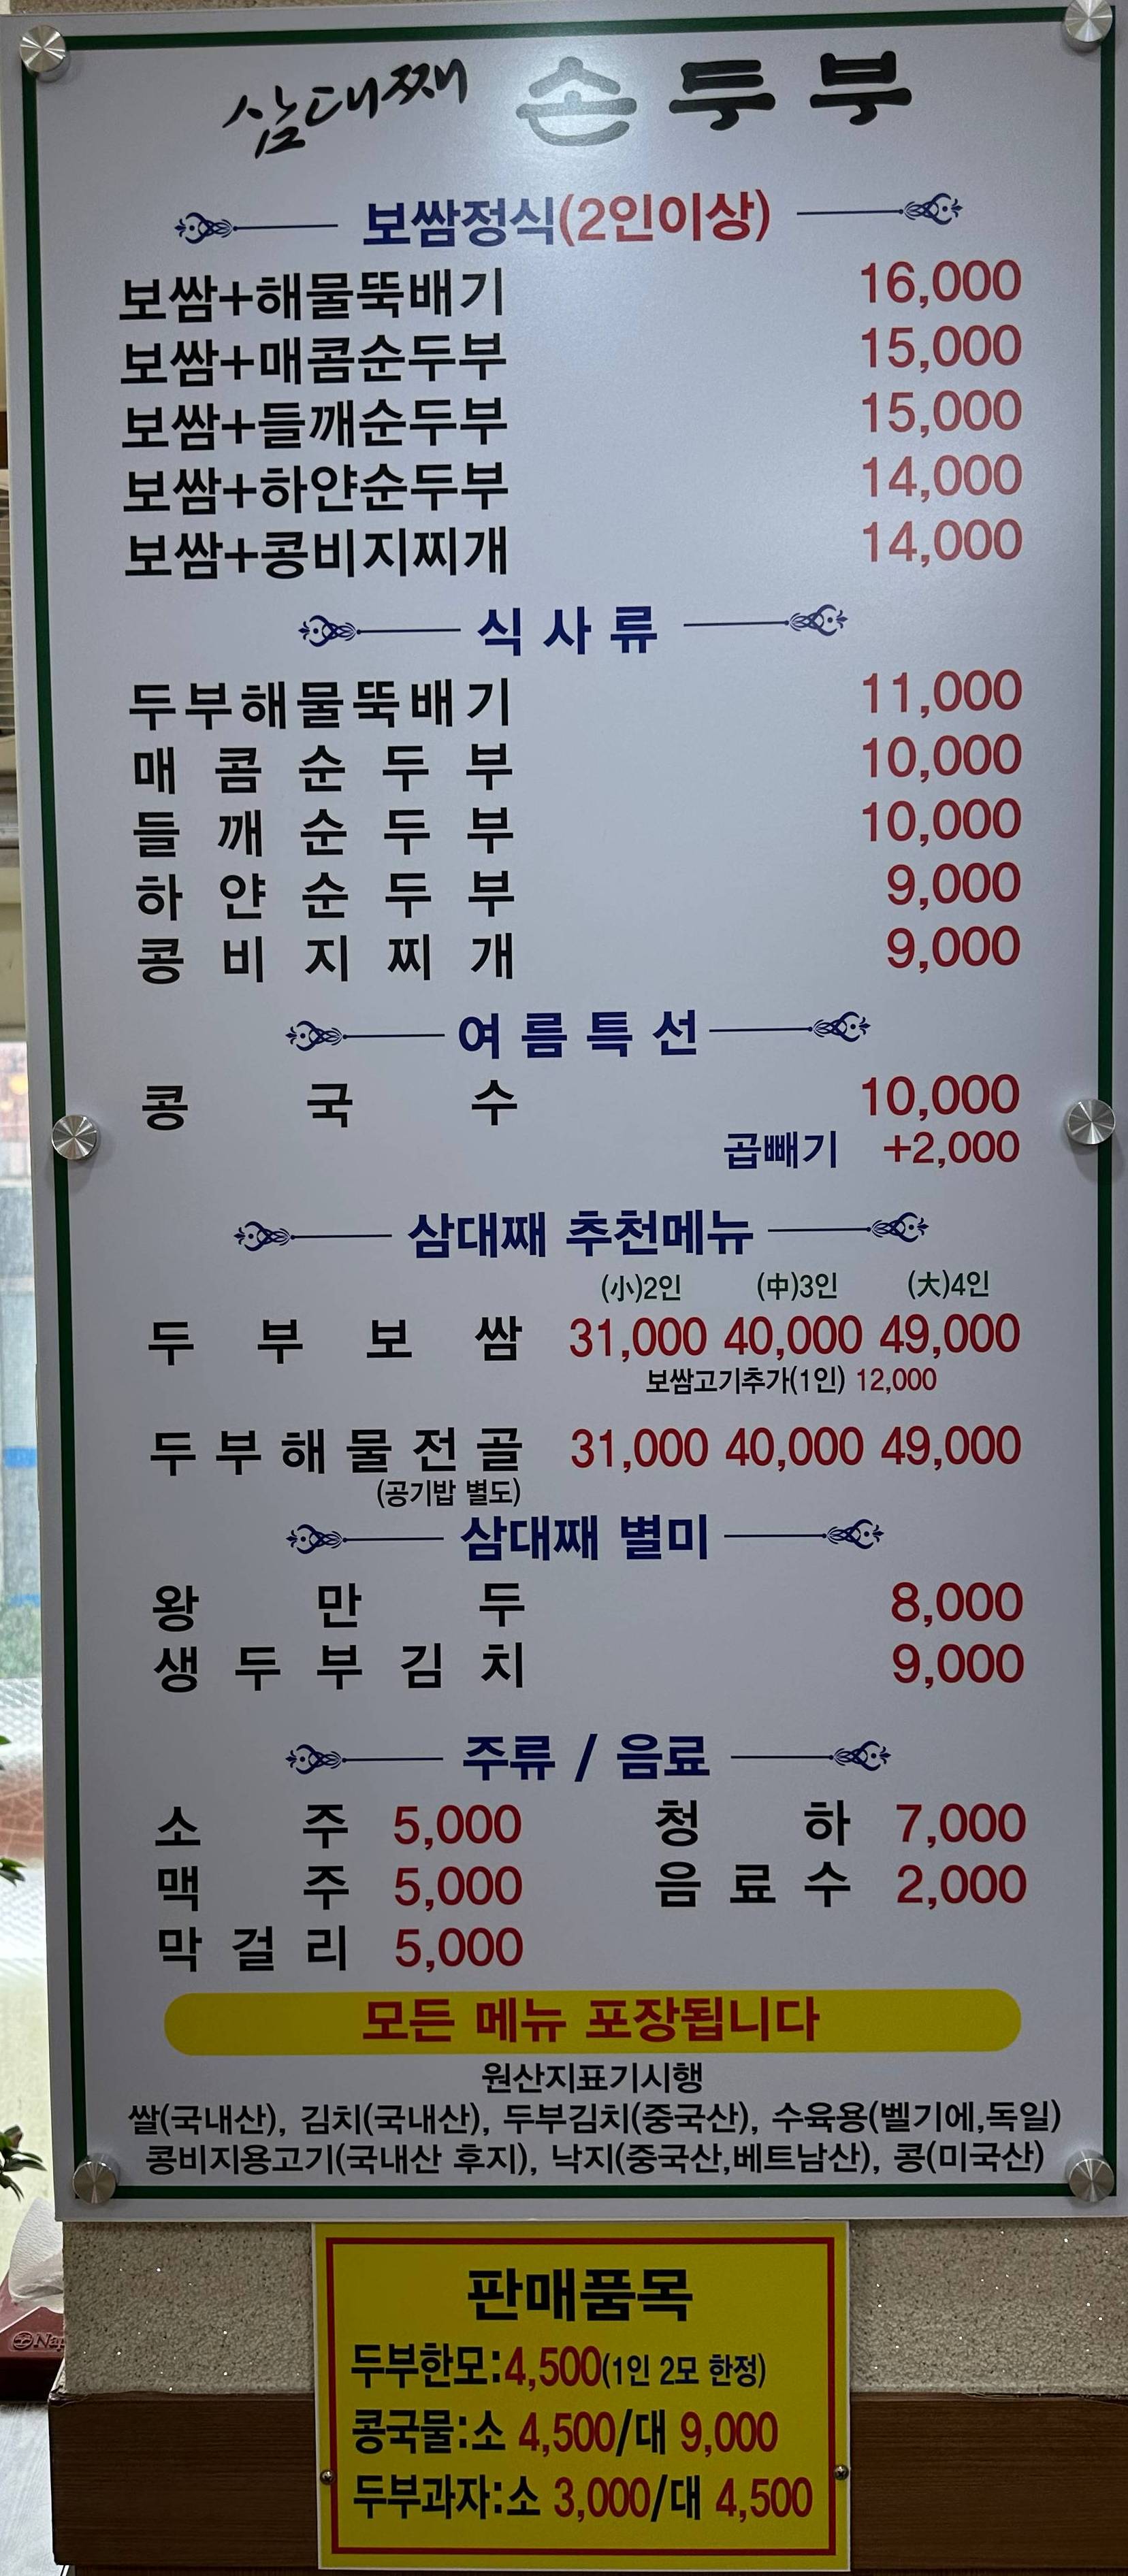 삼대째 손두부
보쌈정식(2인이상)
보쌈+해물뚝배기 16,000
보쌈+매콤순두부 15,000
보쌈+들깨순두부 15,000
보쌈+하얀순두부 14,000
보쌈+콩비지찌개 14,000
식사류
두부해물뚝배기 11,000
매콤순두부 10,000
들깨순두부 10,000
하얀순두부 9,000
콩비지찌개 9,000
여름특선
콩국수 10,000
곱빼기 +2,000
삼대째 추천메뉴
(小)2인 (中)3인 (大)4인
두부보쌈 31,000 40,000 49,000
보쌈고기추가(1인) 12,000
두부해물전골 31,000 40,000 49,000
(공기밥 별도)
삼대째 별미
왕만두 8,000
생두부김치 9,000
주류 / 음료
소주 5,000 청하 7,000
맥주 5,000 음료수 2,000
막걸리 5,000
모든 메뉴 포장됩니다
원산지표기시행
쌀(국내산), 김치(국내산), 두부김치(중국산), 수육용(벨기에,독일)
콩비지용고기(국내산 후지), 낙지(중국산,베트남산), 콩(미국산)
판매품목
두부한모:4,500(1인 2모 한정)
콩국물:소 4,500/대 9,000
두부과자:소 3,000/대 4,500